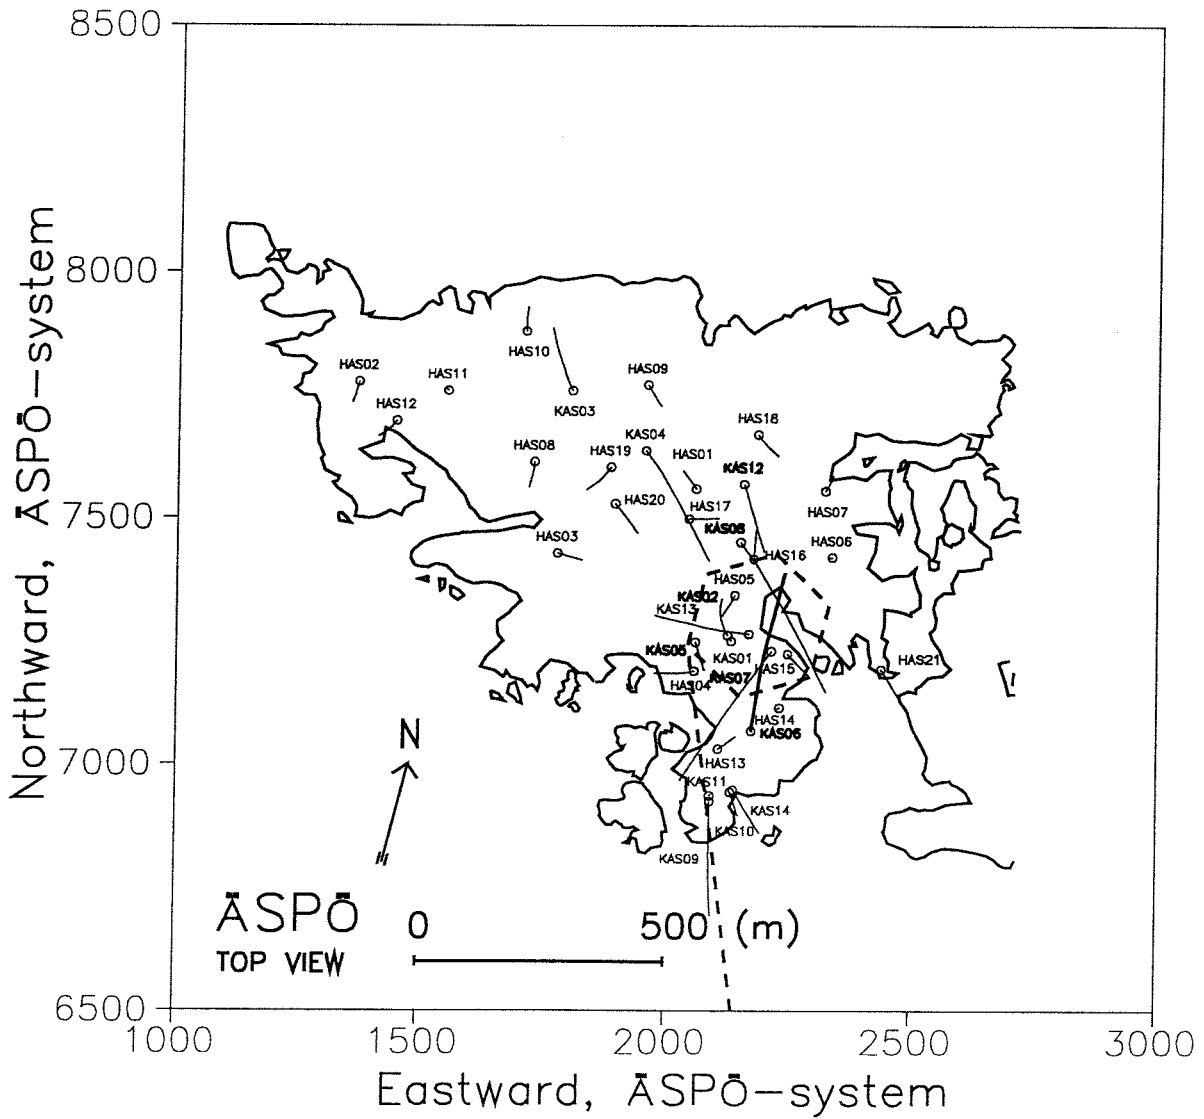 8500
8000
7500
7000
6500
1000
1500
2000
2500
3000
Northward, ÄSPÖ-system
Eastward, ÄSPÖ-system
HAS10
HAS02
HAS11
HAS09
HAS12
KAS03
HAS18
HAS08
KAS04
HAS19
HAS01
KAS12
HAS20
HAS17
HAS07
HAS03
KAS08
HAS16
HAS06
HAS05
KAS02
KAS13
KAS05
KAS01
KAS15
HAS21
HAS04
KAS07
HAS14
KAS06
HAS13
KAS11
KAS14
KAS10
KAS09
N
ÄSPÖ
TOP VIEW
0 500 (m)